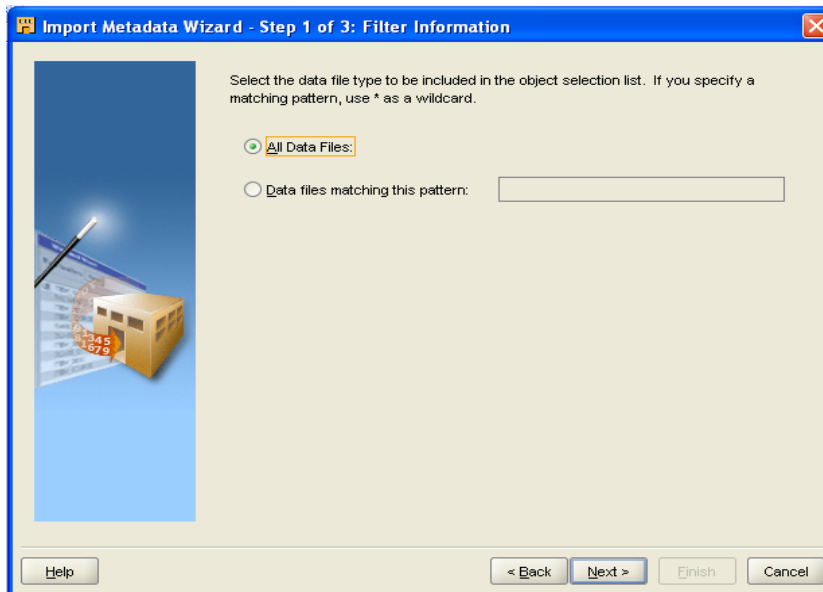 Import Metadata Wizard - Step 1 of 3: Filter Information
Select the data file type to be included in the object selection list. If you specify a
matching pattern, use * as a wildcard.
All Data Files:
Data files matching this pattern:
Help
< Back
Next >
Finish
Cancel